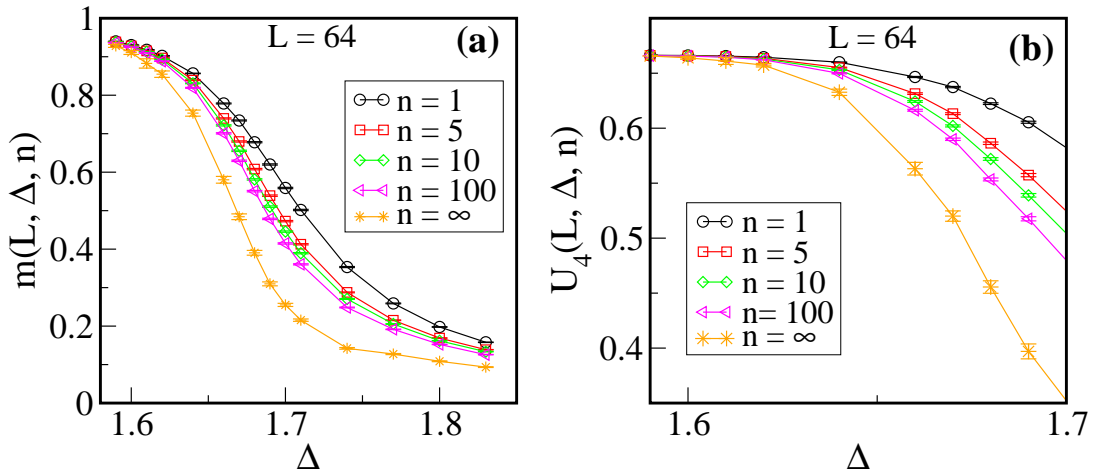 1
0.8
0.6
0.4
0.2
0
m(L, Δ, n)
L = 64
(a)
n = 1
n = 5
n = 10
n = 100
n = ∞
1.6
1.7
1.8
Δ
0.6
0.5
0.4
U4(L, Δ, n)
L = 64
(b)
n = 1
n = 5
n = 10
n= 100
n = ∞
1.6
1.7
Δ